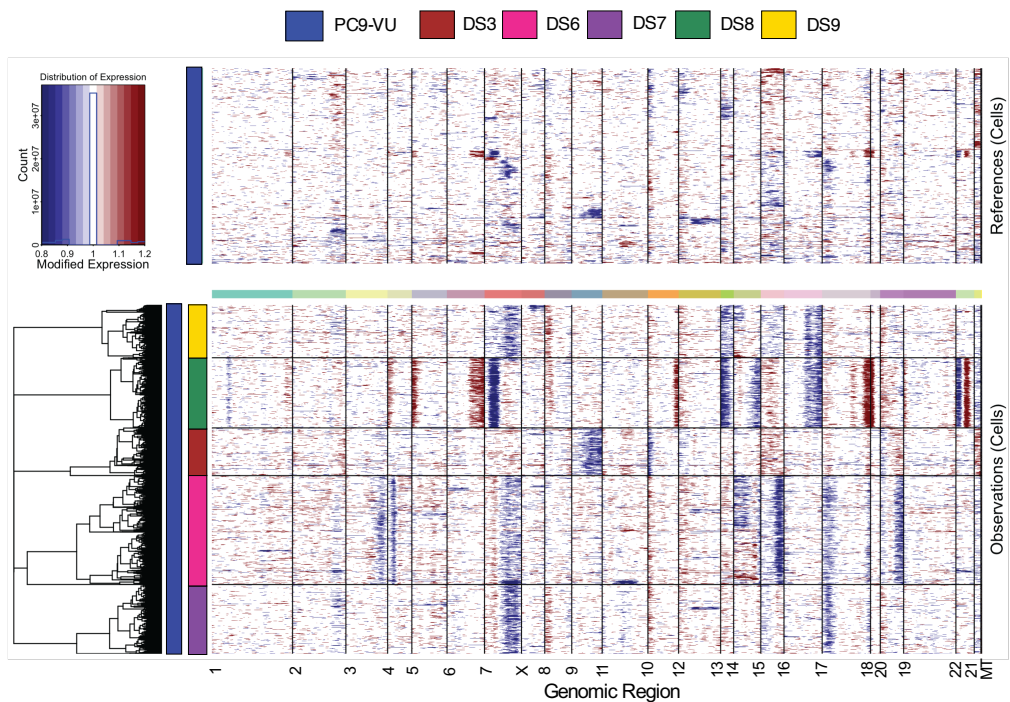 PC9-VU DS3 DS6 DS7 DS8 DS9
Distribution of Expression
Count
0 1e+07 2e+07 3e+07
0.8 0.9 1 1.1 1.2
Modified Expression
References (Cells)
Observations (Cells)
1 2 3 4 5 6 7 X 8 9 11 10 12 13 14 15 16 17 18 20 19 22 21 MT
Genomic Region